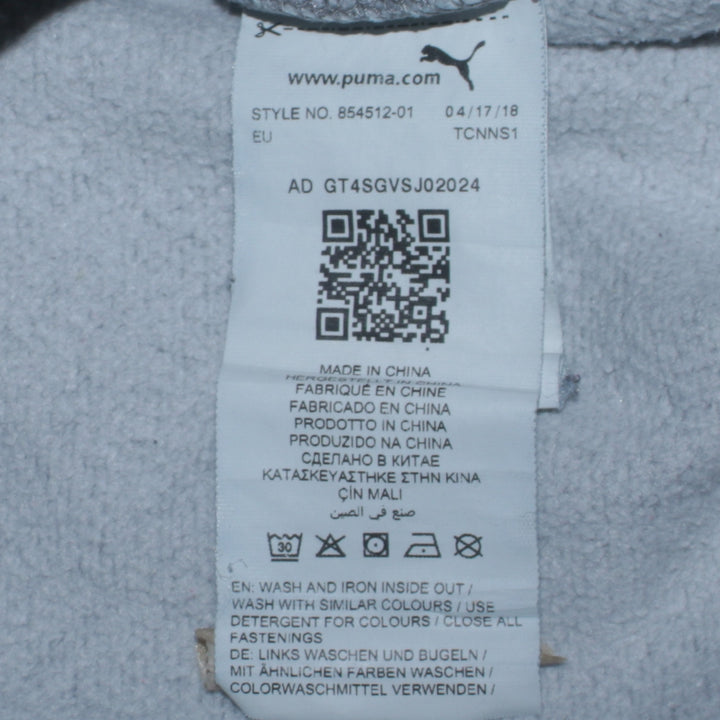 www.puma.com
STYLE NO. 854512-01 04/17/18
EU TCNNS1
AD GT4SGVSJ02024
MADE IN CHINA
HERGESTELLT IN CHINA
FABRIQUÉ EN CHINE
FABRICADO EN CHINA
PRODOTTO IN CHINA
PRODUZIDO NA CHINA
СДЕЛАНО В КИТАЕ
ΚΑΤΑΣΚΕΥΑΣΤΗΚΕ ΣΤΗΝ ΚΙΝΑ
ÇİN MALI
صنع في الصين
30
EN: WASH AND IRON INSIDE OUT /
WASH WITH SIMILAR COLOURS / USE
DETERGENT FOR COLOURS / CLOSE ALL
FASTENINGS
DE: LINKS WASCHEN UND BUGELN /
MIT ÄHNLICHEN FARBEN WASCHEN /
COLORWASCHMITTEL VERWENDEN /